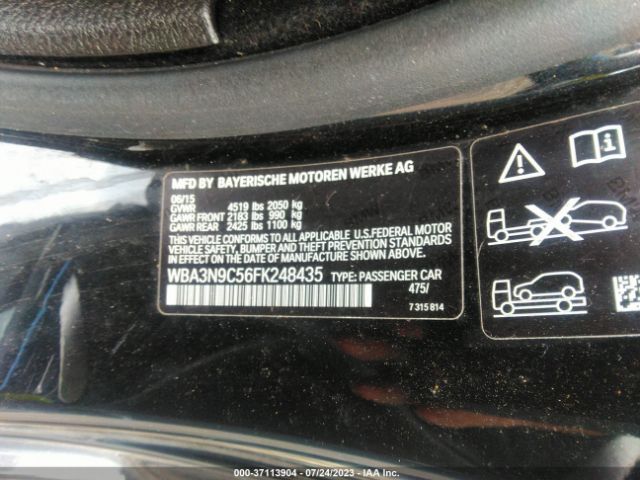 MFD BY BAYERISCHE MOTOREN WERKE AG
06/15
GVWR 4519 lbs 2050 kg
GAWR FRONT 2183 lbs 990 kg
GAWR REAR 2425 lbs 1100 kg
THIS VEHICLE CONFORMS TO ALL APPLICABLE U.S.FEDERAL MOTOR
VEHICLE SAFETY, BUMPER AND THEFT PREVENTION STANDARDS
IN EFFECT ON THE DATE OF MANUFACTURE SHOWN ABOVE.
WBA3N9C56FK248435 TYPE: PASSENGER CAR
475/
7 315 814
000-37113904 - 07/24/2023 - IAA Inc.